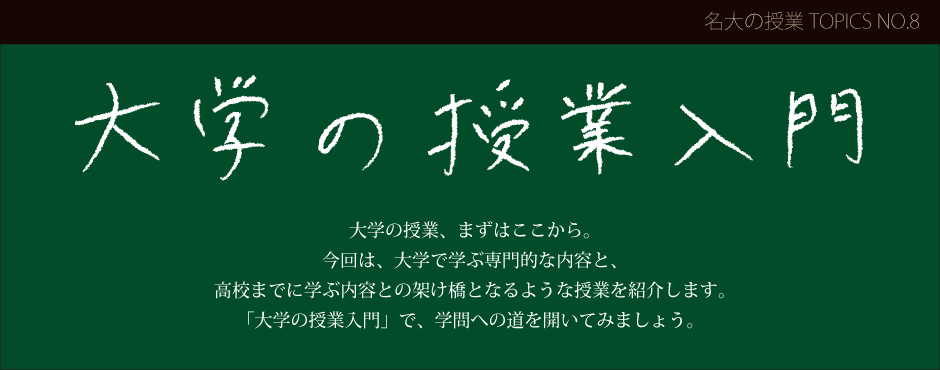 名大の授業 TOPICS NO.8
大学の授業入門
大学の授業、まずはここから。
今回は、大学で学ぶ専門的な内容と、
高校までに学ぶ内容との架け橋となるような授業を紹介します。
「大学の授業入門」で、学問への道を開いてみましょう。